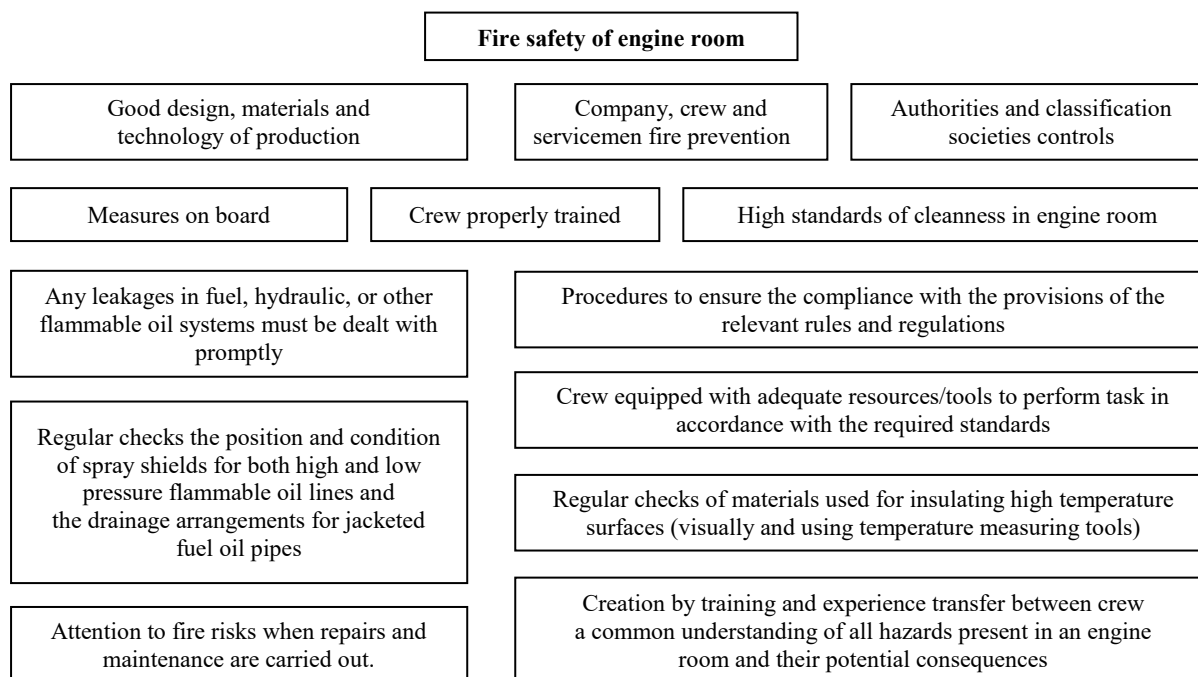 Fire safety of engine room
Good design, materials and
technology of production
Company, crew and
servicemen fire prevention
Authorities and classification
societies controls
Measures on board
Crew properly trained
High standards of cleanness in engine room
Any leakages in fuel, hydraulic, or other
flammable oil systems must be dealt with
promptly
Procedures to ensure the compliance with the provisions of the
relevant rules and regulations
Crew equipped with adequate resources/tools to perform task in
accordance with the required standards
Regular checks the position and condition
of spray shields for both high and low
pressure flammable oil lines and
the drainage arrangements for jacketed
fuel oil pipes
Regular checks of materials used for insulating high temperature
surfaces (visually and using temperature measuring tools)
Attention to fire risks when repairs and
maintenance are carried out.
Creation by training and experience transfer between crew
a common understanding of all hazards present in an engine
room and their potential consequences